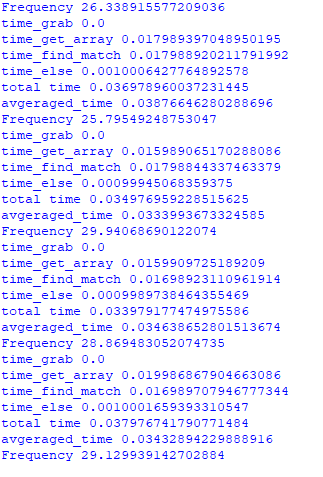 Frequency 26.338915577209036
time_grab 0.0
time_get_array 0.017989397048950195
time_find_match 0.017988920211791992
time_else 0.0010006427764892578
total time 0.036978960037231445
avgeraged_time 0.03876646280288696
Frequency 25.79549248753047
time_grab 0.0
time_get_array 0.015989065170288086
time_find_match 0.01798844337463379
time_else 0.00099945068359375
total time 0.034976959228515625
avgeraged_time 0.0333993673324585
Frequency 29.94068690122074
time_grab 0.0
time_get_array 0.0159909725189209
time_find_match 0.01698923110961914
time_else 0.0009989738464355469
total time 0.033979177474975586
avgeraged_time 0.034638652801513674
Frequency 28.869483052074735
time_grab 0.0
time_get_array 0.019986867904663086
time_find_match 0.016989707946777344
time_else 0.0010001659393310547
total time 0.037976741790771484
avgeraged_time 0.03432894229888916
Frequency 29.129939142702884